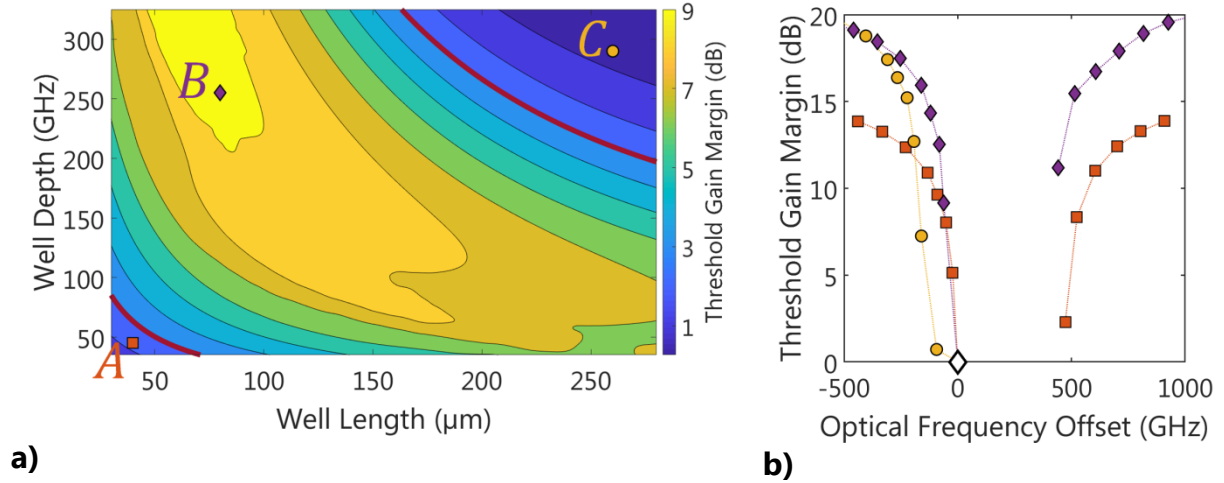 300
250
200
150
100
50
Well Depth (GHz)
50
100
150
200
250
Well Length (µm)
A
B
C
9
7
5
3
1
Threshold Gain Margin (dB)
a)
20
15
10
5
0
Threshold Gain Margin (dB)
-500
0
500
1000
Optical Frequency Offset (GHz)
b)